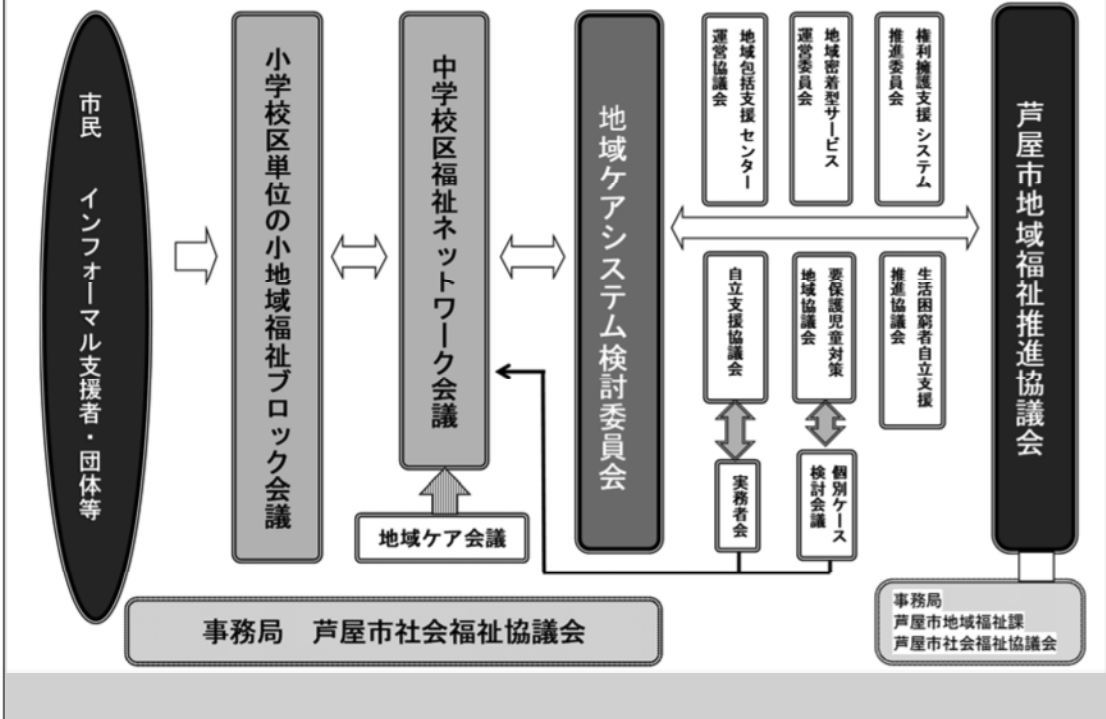 市民　インフォーマル支援者・団体等
小学校区単位の小地域福祉ブロック会議
中学校区福祉ネットワーク会議
地域ケア会議
地域ケアシステム検討委員会
地域包括支援 センター
運営協議会
地域密着型サービス
運営委員会
権利擁護支援 システム
推進委員会
自立支援協議会
要保護児童対策
地域協議会
生活困窮者自立支援
推進協議会
実務者会
個別ケース
検討会議
芦屋市地域福祉推進協議会
事務局　芦屋市社会福祉協議会
事務局
芦屋市地域福祉課
芦屋市社会福祉協議会